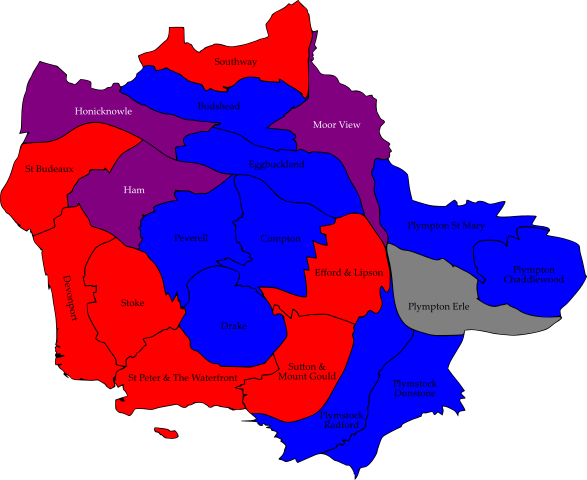 Southway
Budshead
Honicknowle
Moor View
Eggbuckland
St Budeaux
Ham
Plympton St Mary
Peverell
Compton
Efford & Lipson
Plympton
Chaddlewood
Devonport
Stoke
Plympton Erle
Drake
Sutton &
Mount Gould
St Peter & The Waterfront
Plymstock
Dunstone
Plymstock
Radford